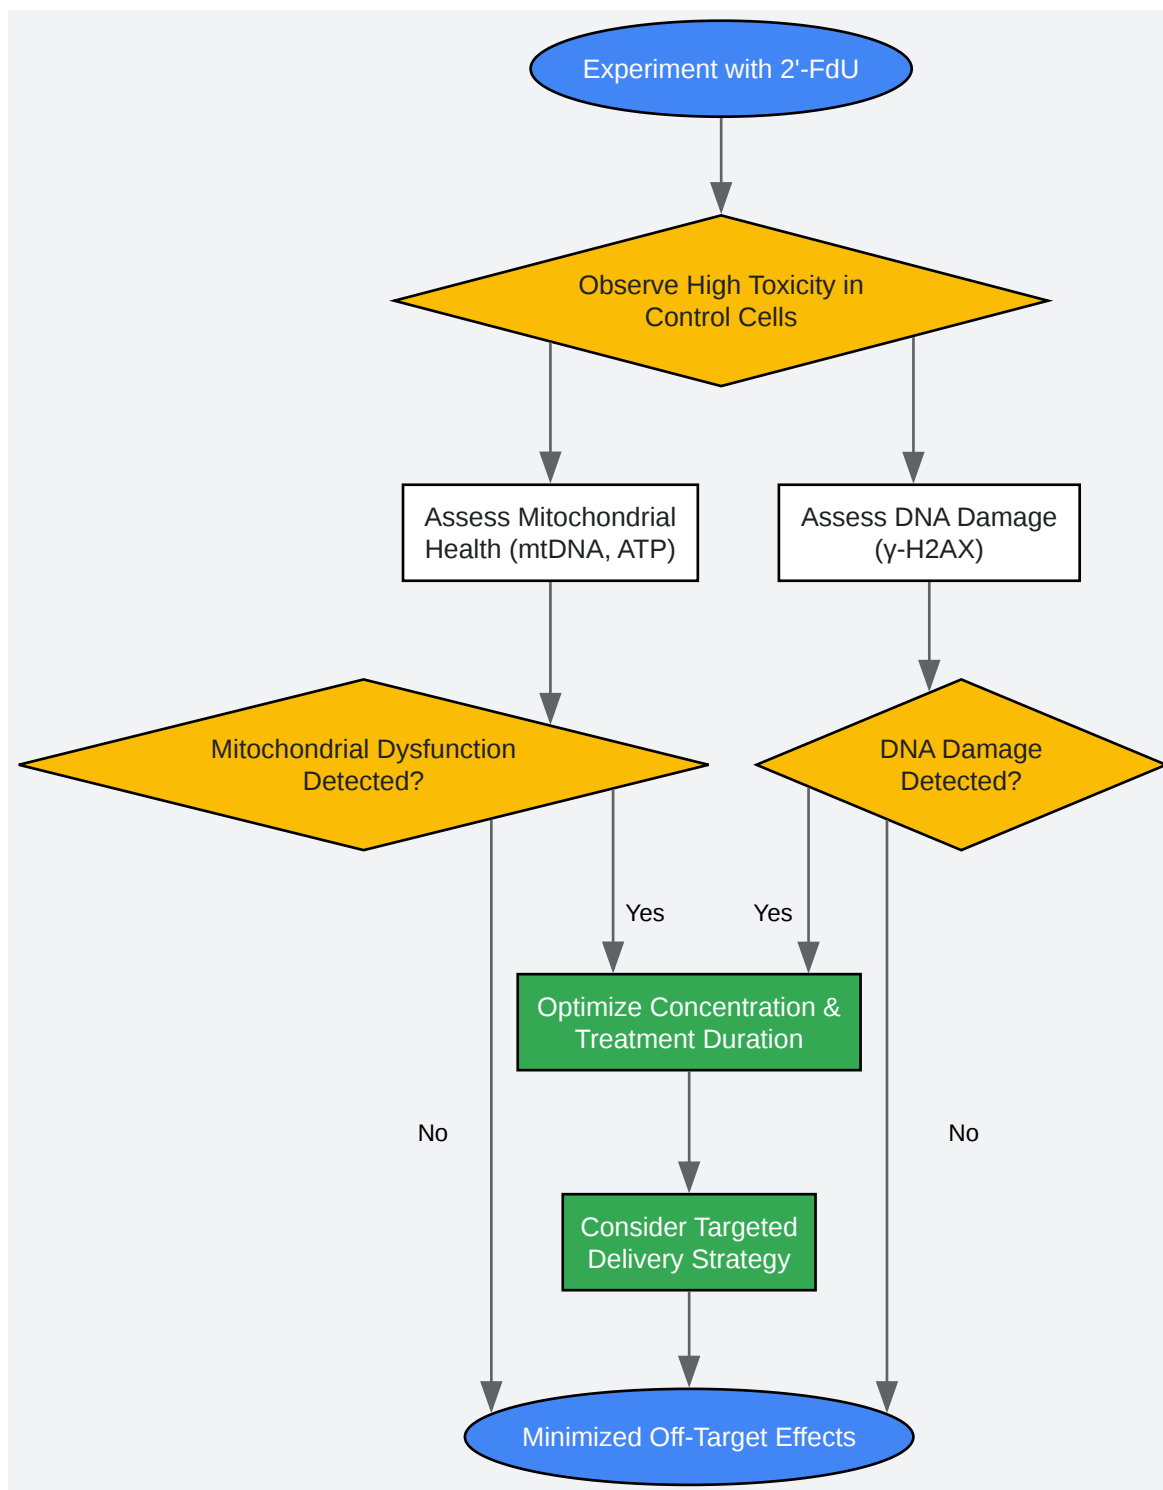 Experiment with 2'-FdU
Observe High Toxicity in
Control Cells
Assess Mitochondrial
Health (mtDNA, ATP)
Assess DNA Damage
(γ-H2AX)
Mitochondrial Dysfunction
Detected?
DNA Damage
Detected?
Yes
Yes
Optimize Concentration &
Treatment Duration
No
No
Consider Targeted
Delivery Strategy
Minimized Off-Target Effects